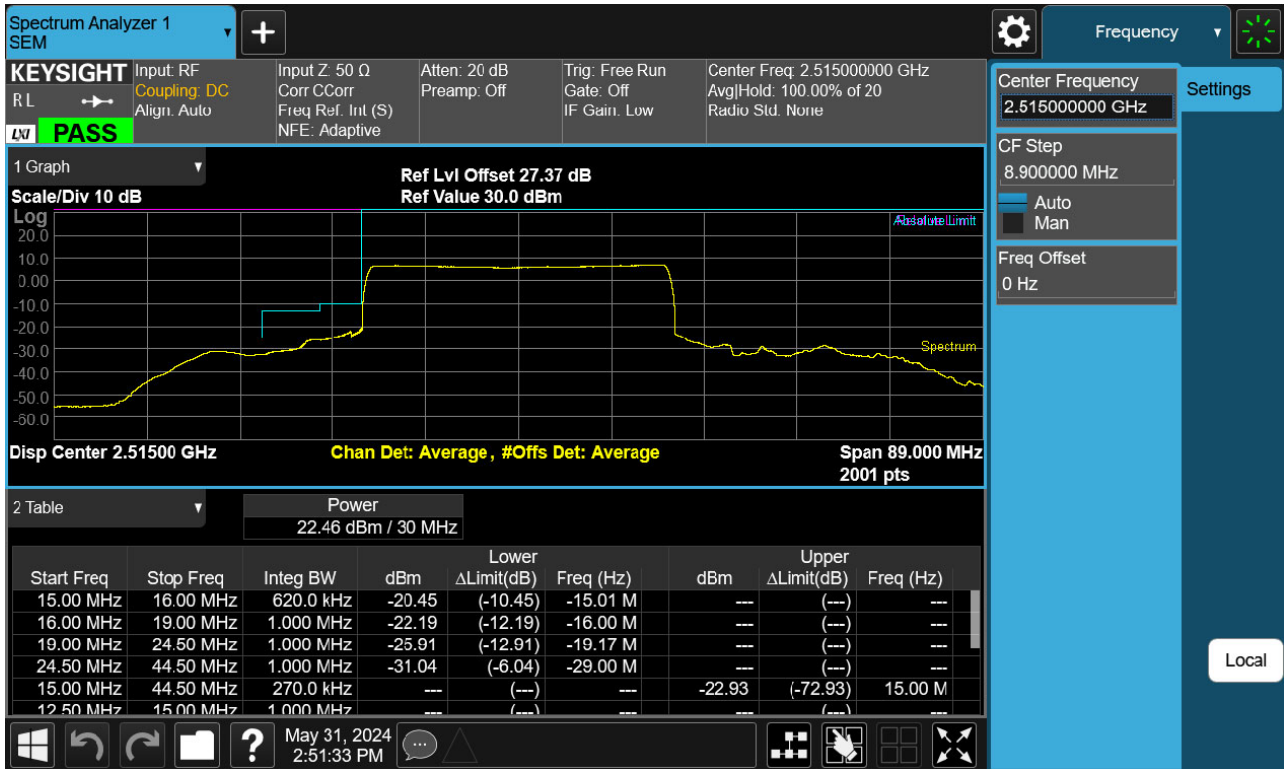 Spectrum Analyzer 1
SEM
+
Frequency
KEYSIGHT
R L
LXI
PASS
Input: RF
Coupling: DC
Align: Auto
Input Z: 50 Ω
Corr CCorr
Freq Ref: Int (S)
NFE: Adaptive
Atten: 20 dB
Preamp: Off
Trig: Free Run
Gate: Off
IF Gain: Low
Center Freq: 2.515000000 GHz
Avg|Hold: 100.00% of 20
Radio Std: None
Center Frequency
2.515000000 GHz
Settings
CF Step
8.900000 MHz
Auto
Man
Freq Offset
0 Hz
1 Graph
Scale/Div 10 dB
Ref Lvl Offset 27.37 dB
Ref Value 30.0 dBm
Log
Absolute Limit
20.0
10.0
0.00
-10.0
-20.0
-30.0
Spectrum
-40.0
-50.0
-60.0
Disp Center 2.51500 GHz
Chan Det: Average , #Offs Det: Average
Span 89.000 MHz
2001 pts
2 Table
Power
22.46 dBm / 30 MHz
Lower Upper
Start Freq Stop Freq Integ BW dBm ΔLimit(dB) Freq (Hz) dBm ΔLimit(dB) Freq (Hz)
15.00 MHz 16.00 MHz 620.0 kHz -20.45 (-10.45) -15.01 M --- (---) ---
16.00 MHz 19.00 MHz 1.000 MHz -22.19 (-12.19) -16.00 M --- (---) ---
19.00 MHz 24.50 MHz 1.000 MHz -25.91 (-12.91) -19.17 M --- (---) ---
24.50 MHz 44.50 MHz 1.000 MHz -31.04 (-6.04) -29.00 M --- (---) ---
15.00 MHz 44.50 MHz 270.0 kHz --- (---) --- -22.93 (-72.93) 15.00 M
12.50 MHz 15.00 MHz 1.000 MHz --- (---) --- --- (---) ---
Local
?
May 31, 2024
2:51:33 PM